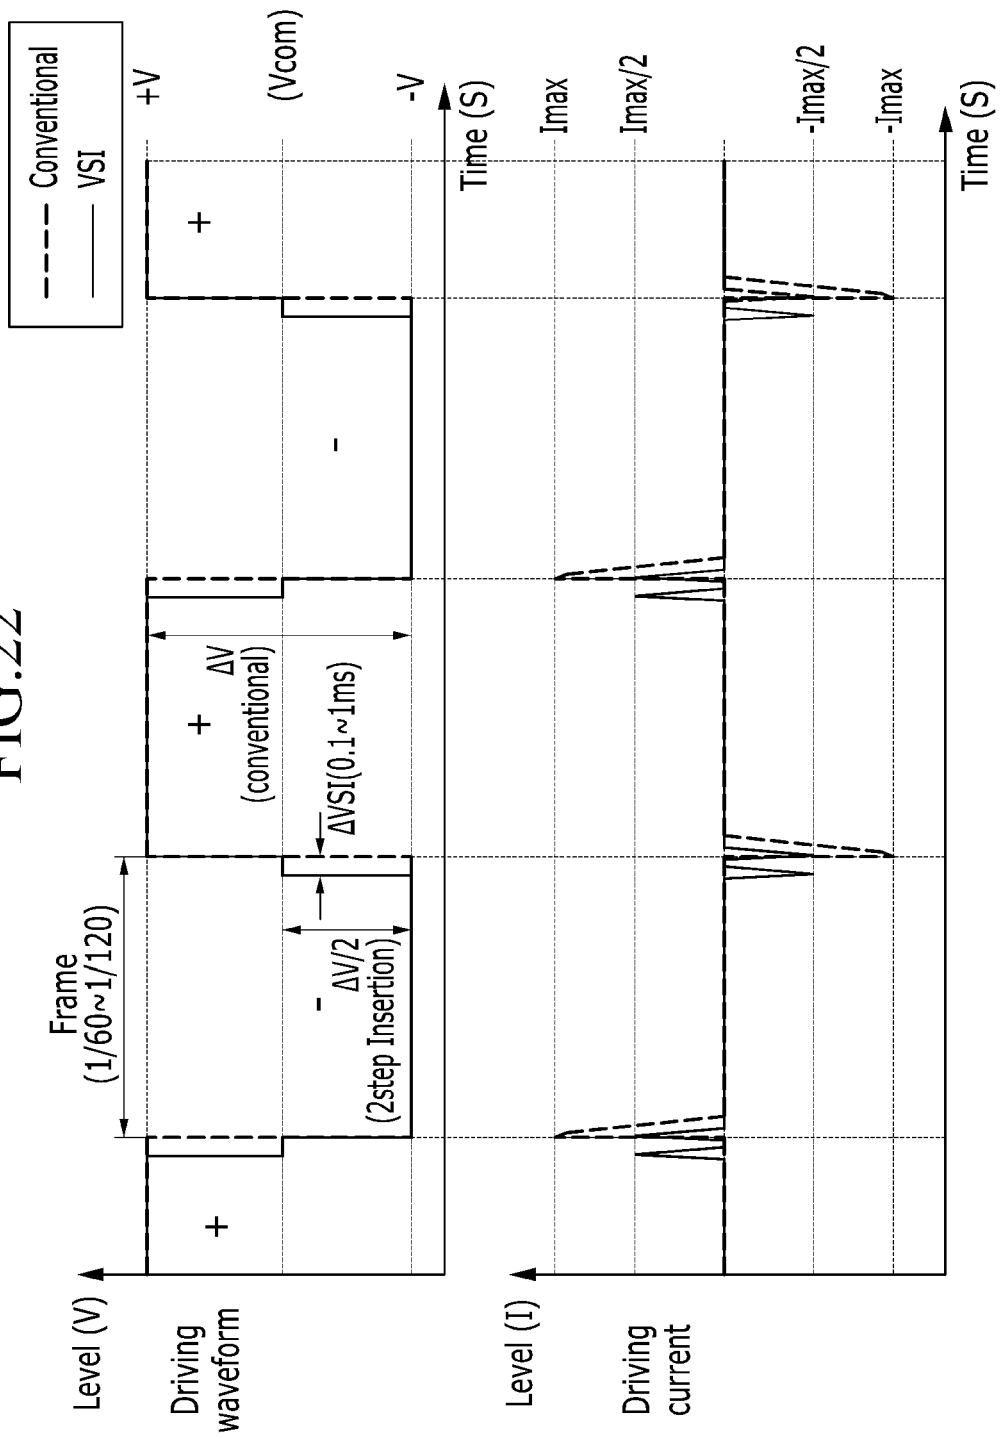 FIG.22
Conventional
VSI
Level (V)
Driving
waveform
Frame
(1/60~1/120)
+V
(Vcom)
-V
+
-
+
-
+
ΔV
(conventional)
ΔVSI(0.1~1ms)
ΔV/2
(2step Insertion)
Time (S)
Level (I)
Driving
current
Imax
Imax/2
-Imax/2
-Imax
Time (S)